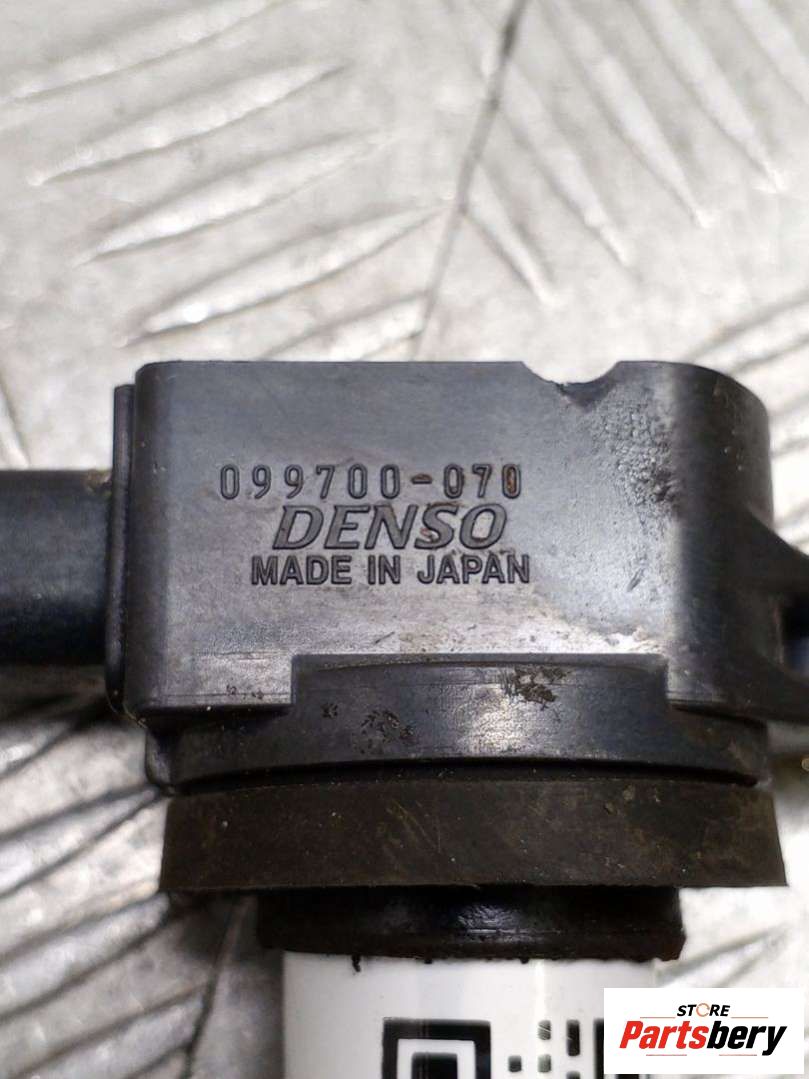 099700-070
DENSO
MADE IN JAPAN
STORE
Partsbery